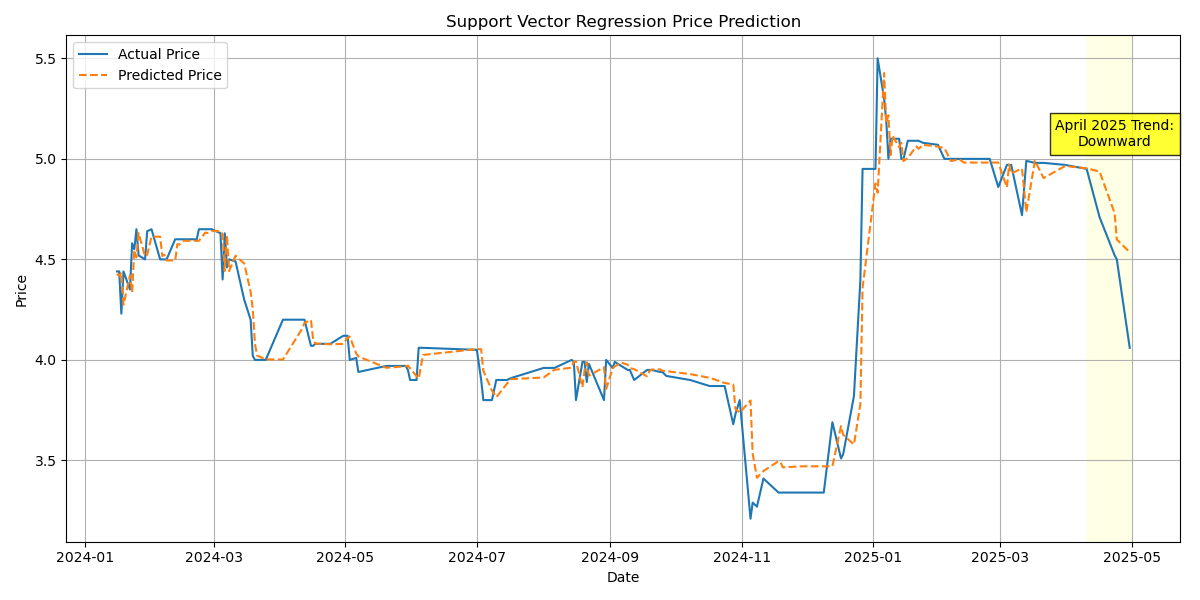 Support Vector Regression Price Prediction
Actual Price
Predicted Price
April 2025 Trend:
Downward
Price
5.5
5.0
4.5
4.0
3.5
2024-01
2024-03
2024-05
2024-07
2024-09
2024-11
2025-01
2025-03
2025-05
Date